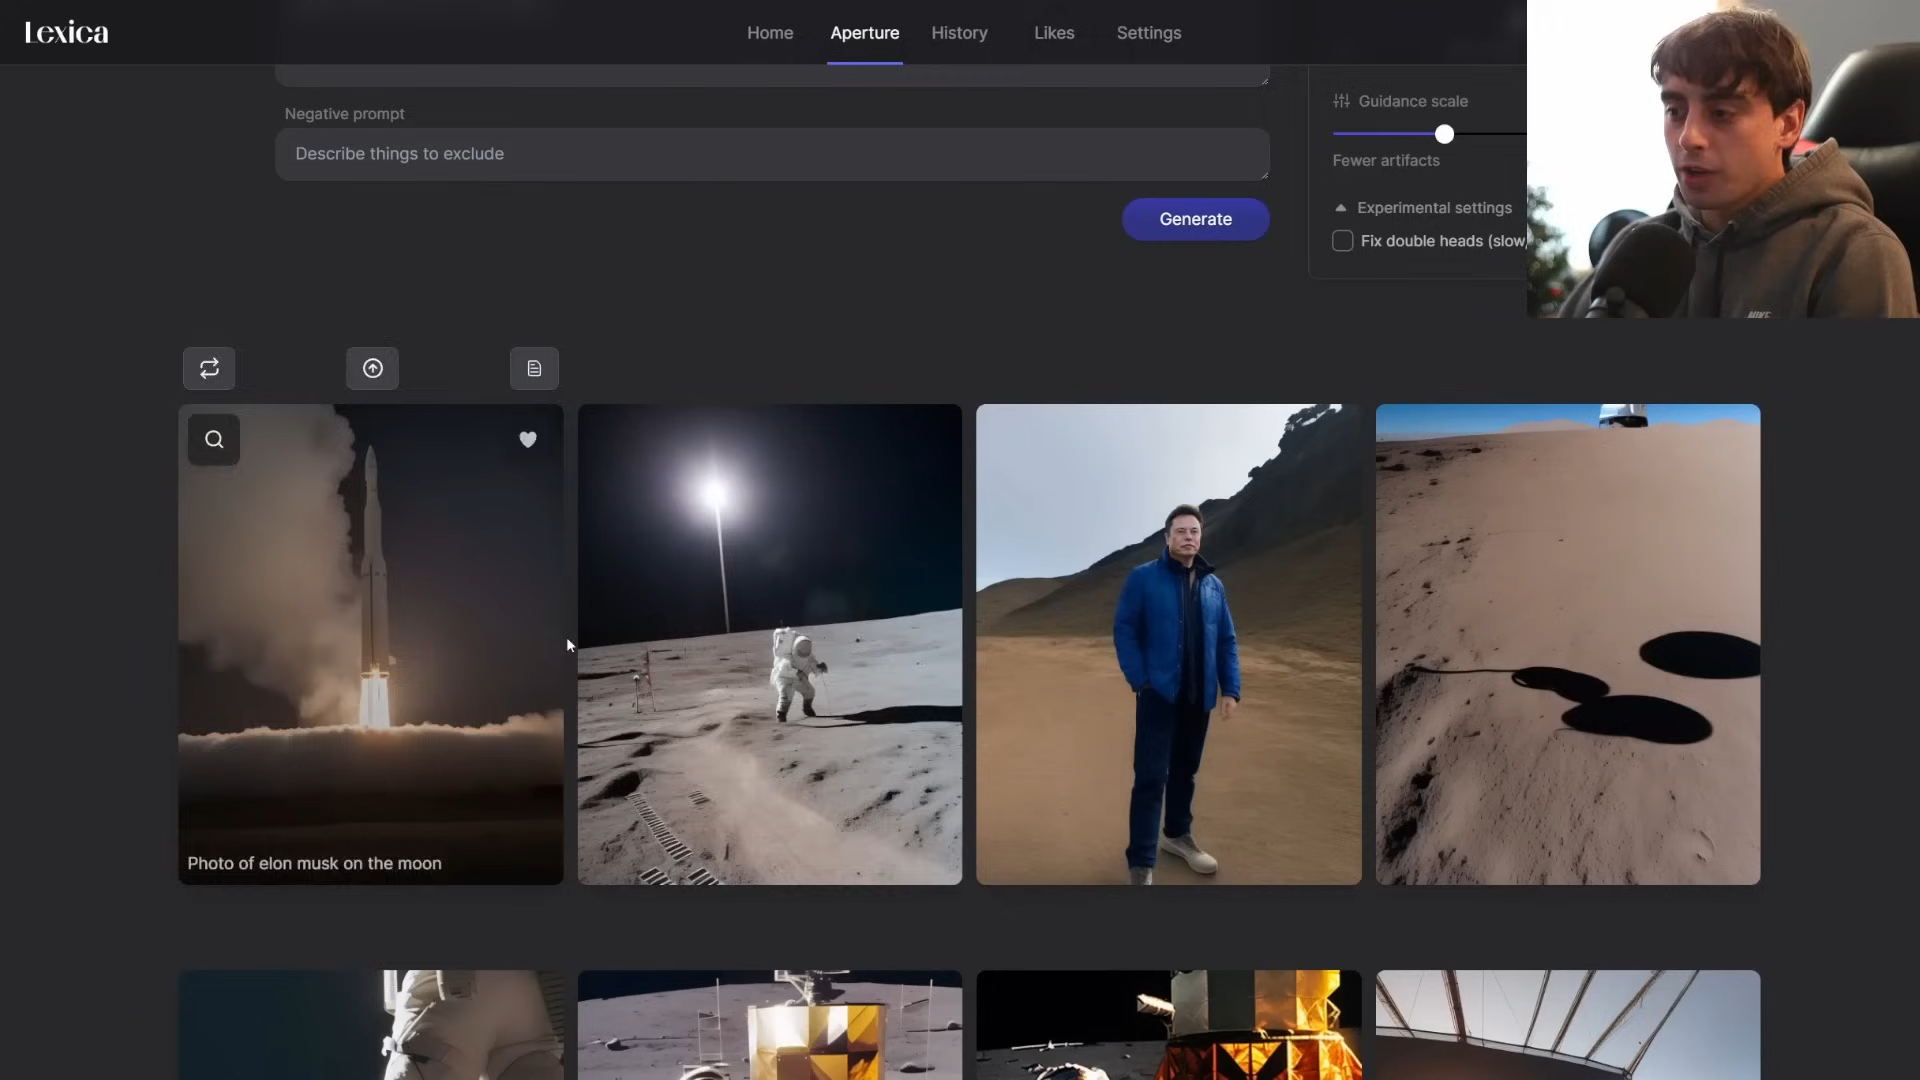 Lexica
Home Aperture History Likes Settings
Negative prompt
Describe things to exclude
Generate
Guidance scale
Fewer artifacts
Experimental settings
Fix double heads (slow
NIKE
Photo of elon musk on the moon